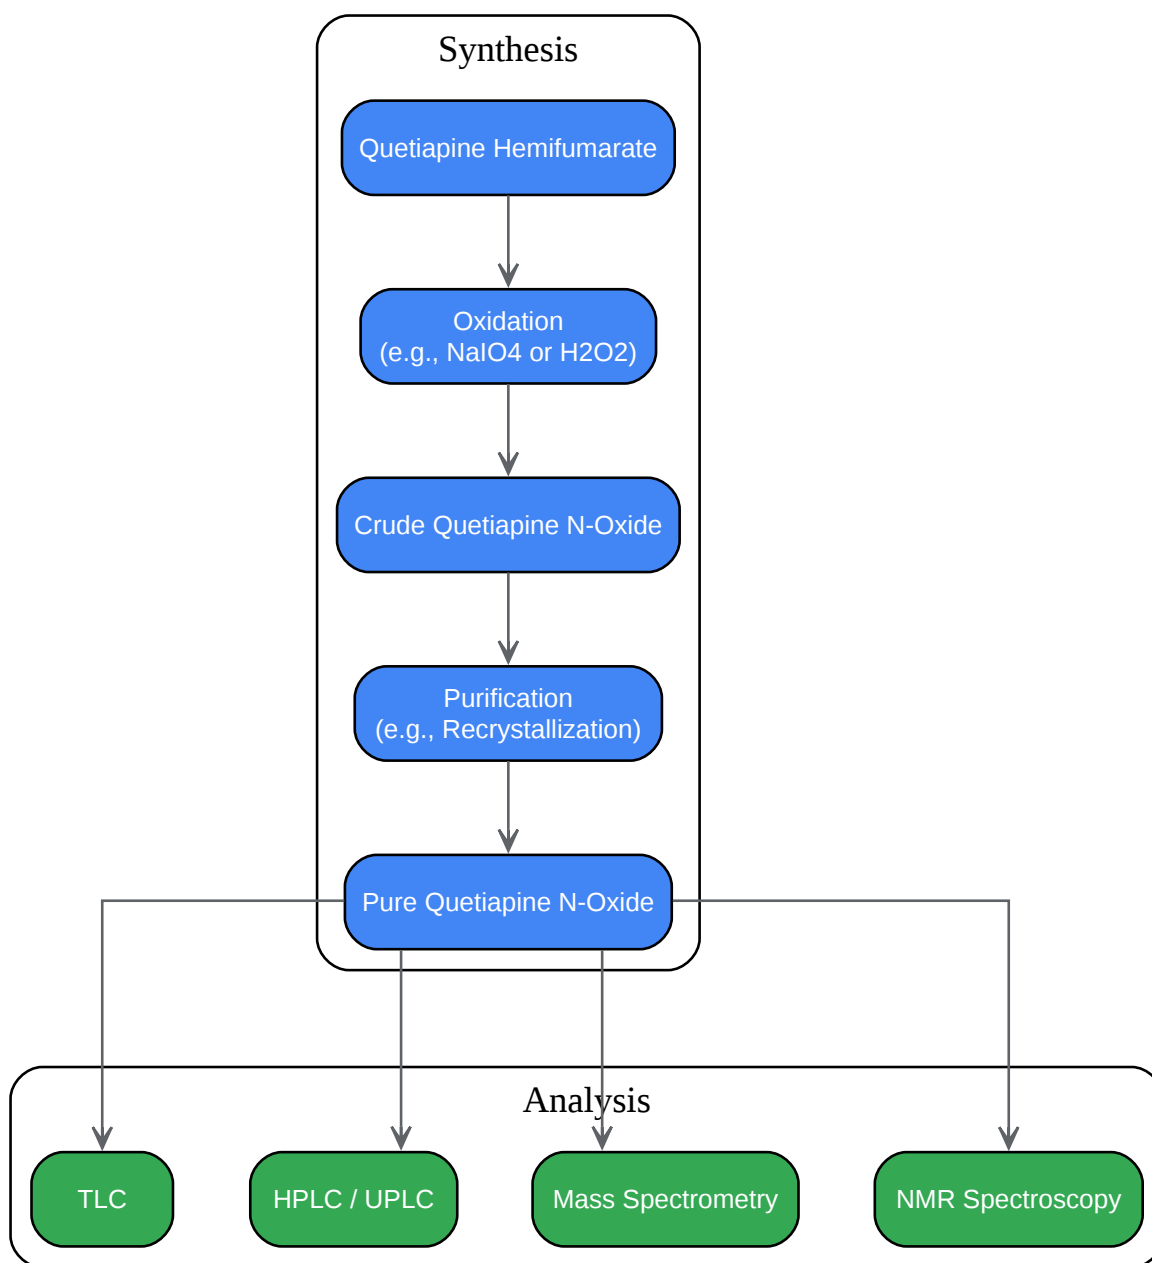 Synthesis
Quetiapine Hemifumarate
Oxidation
(e.g., NaIO4 or H2O2)
Crude Quetiapine N-Oxide
Purification
(e.g., Recrystallization)
Pure Quetiapine N-Oxide
Analysis
TLC
HPLC / UPLC
Mass Spectrometry
NMR Spectroscopy